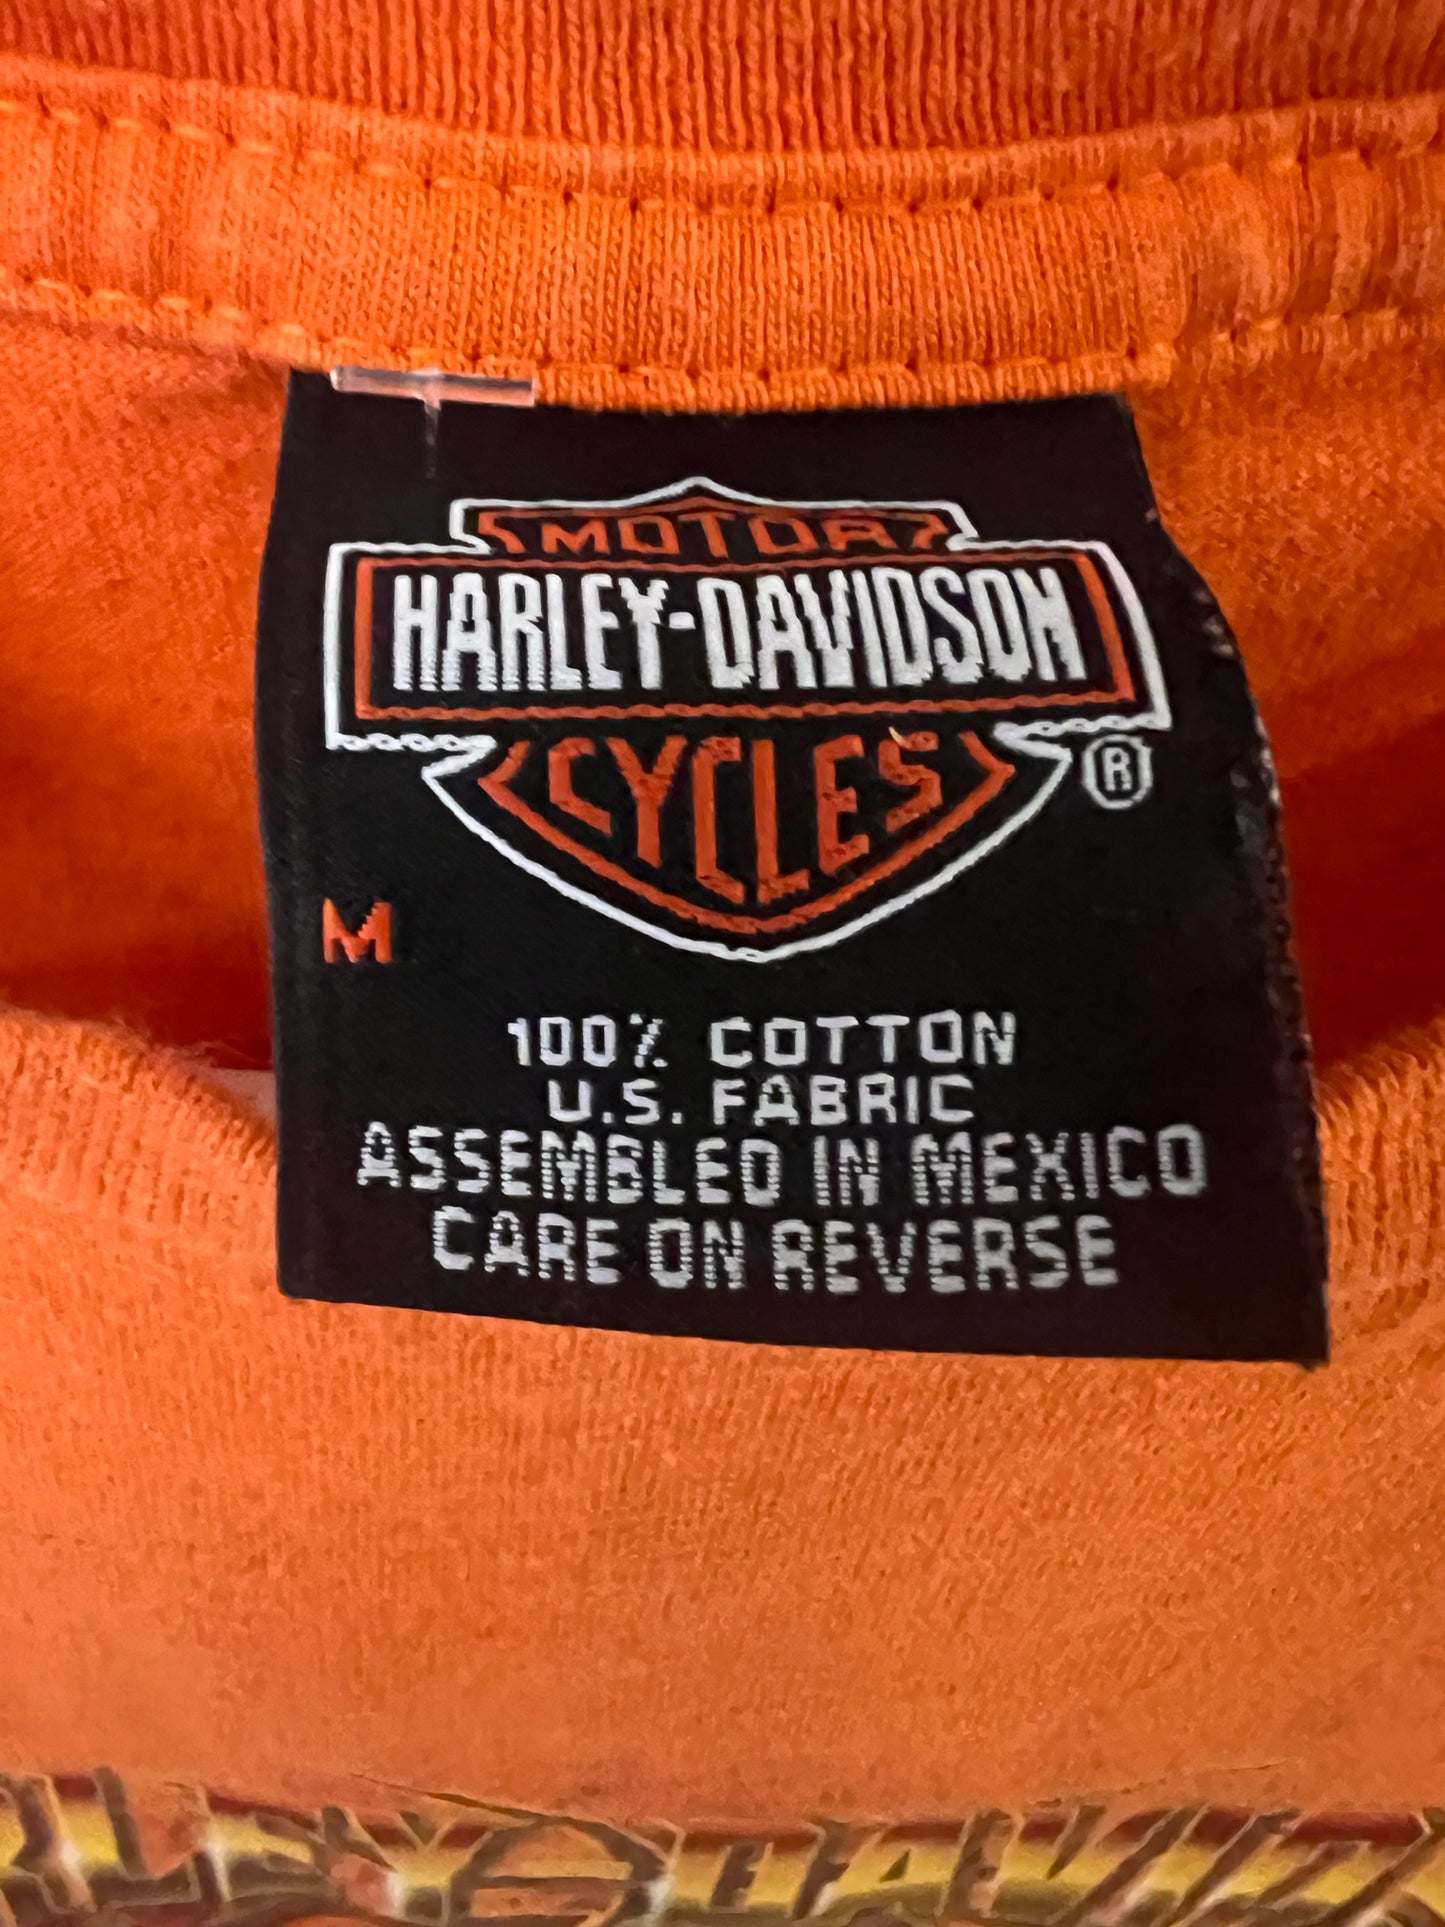 MOTOR
HARLEY-DAVIDSON
CYCLES
®
M
100% COTTON
U.S. FABRIC
ASSEMBLED IN MEXICO
CARE ON REVERSE